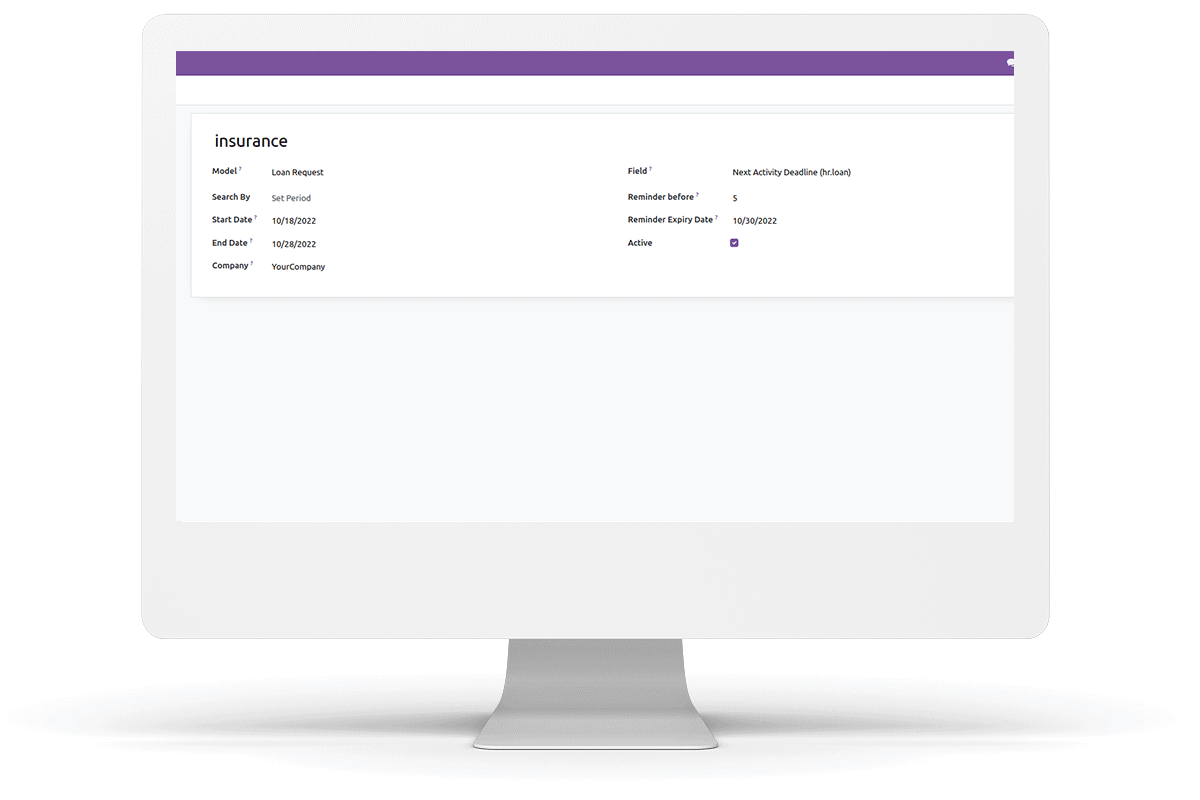 insurance
Model ? Loan Request Field ? Next Activity Deadline (hr.loan)
Search By Set Period Reminder before ? 5
Start Date ? 10/18/2022 Reminder Expiry Date ? 10/30/2022
End Date ? 10/28/2022 Active
Company ? YourCompany